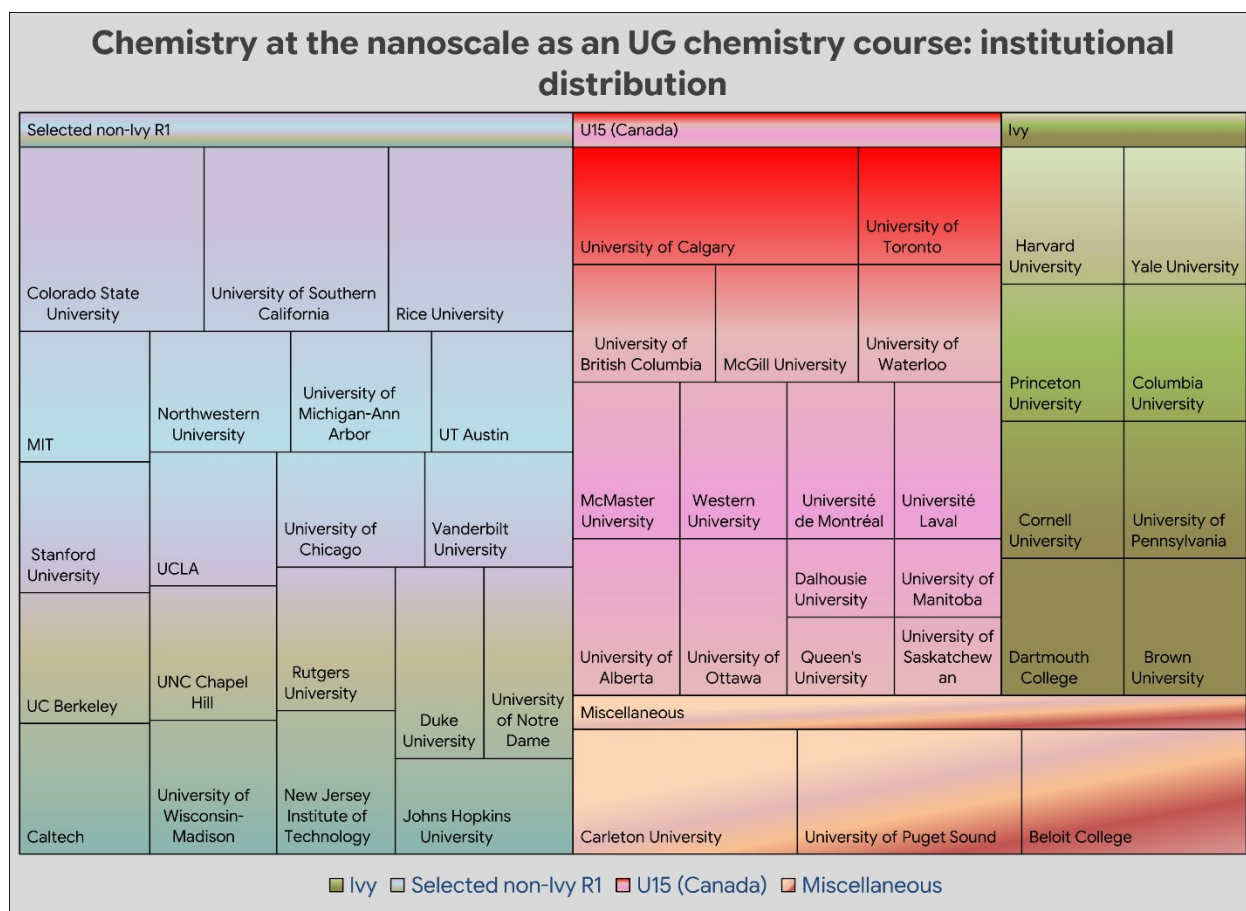 Chemistry at the nanoscale as an UG chemistry course: institutional
distribution
Selected non-Ivy R1
Colorado State
University
University of Southern
California
Rice University
MIT
Northwestern
University
University of
Michigan-Ann
Arbor
UT Austin
Stanford
University
UCLA
University of
Chicago
Vanderbilt
University
UC Berkeley
UNC Chapel
Hill
Rutgers
University
Duke
University
University
of Notre
Dame
Caltech
University of
Wisconsin-
Madison
New Jersey
Institute of
Technology
Johns Hopkins
University
U15 (Canada)
University of Calgary
University of
Toronto
University of
British Columbia
McGill University
University of
Waterloo
McMaster
University
Western
University
Université
de Montréal
Université
Laval
University of
Alberta
University of
Ottawa
Dalhousie
University
University of
Manitoba
Queen's
University
University of
Saskatchew
an
Ivy
Harvard
University
Yale University
Princeton
University
Columbia
University
Cornell
University
University of
Pennsylvania
Dartmouth
College
Brown
University
Miscellaneous
Carleton University
University of Puget Sound
Beloit College
Ivy Selected non-Ivy R1 U15 (Canada) Miscellaneous